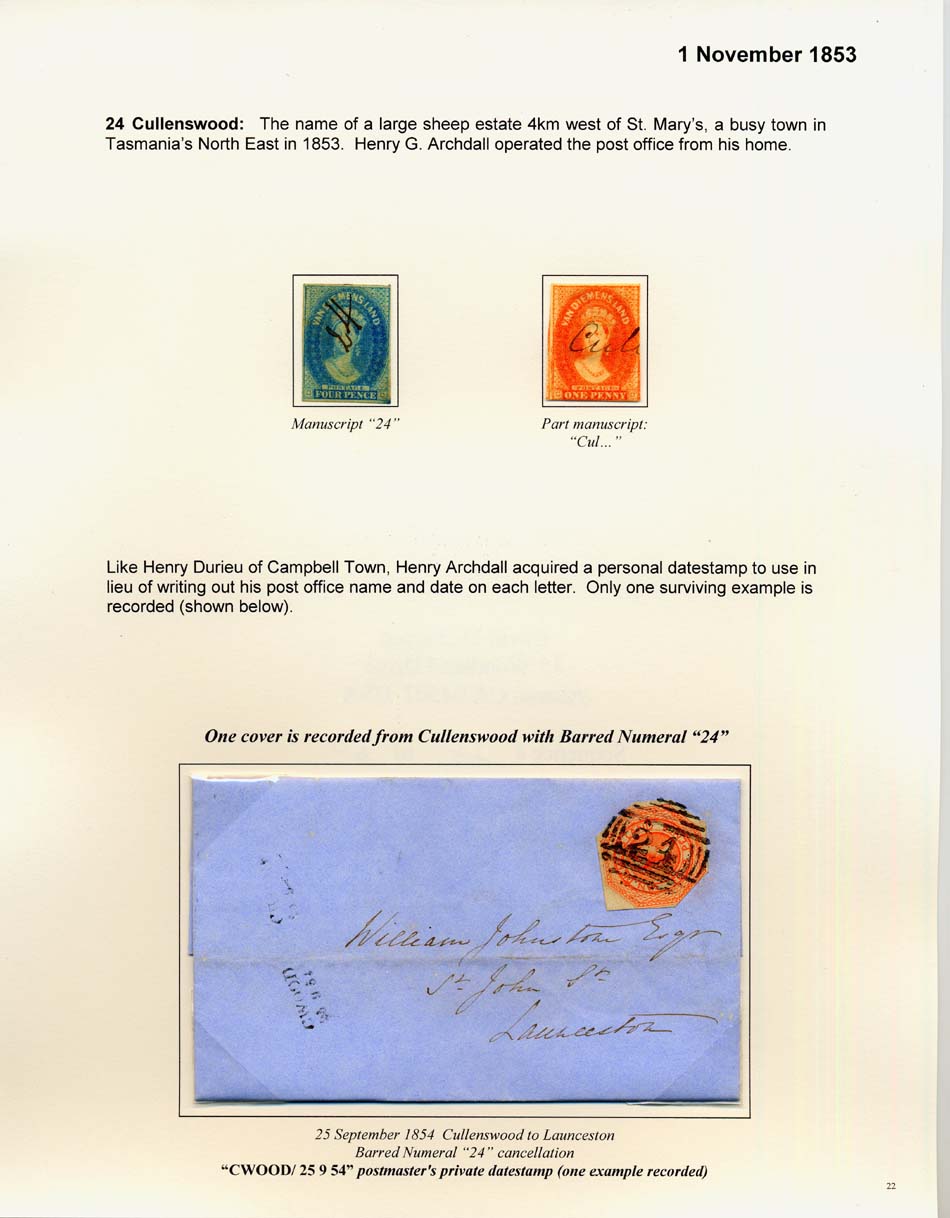 1 November 1853
24 Cullenswood: The name of a large sheep estate 4km west of St. Mary's, a busy town in
Tasmania's North East in 1853. Henry G. Archdall operated the post office from his home.
VAN DIEMENS LAND
24
POSTAGE
FOUR PENCE
VAN DIEMENS LAND
Cull
POSTAGE
ONE PENNY
Manuscript "24"
Part manuscript:
"Cul..."
Like Henry Durieu of Campbell Town, Henry Archdall acquired a personal datestamp to use in
lieu of writing out his post office name and date on each letter. Only one surviving example is
recorded (shown below).
One cover is recorded from Cullenswood with Barred Numeral "24"
24
William Johnstone Esqr
St John St
Launceston
CWOOD
25 9 54
25 September 1854 Cullenswood to Launceston
Barred Numeral "24" cancellation
"CWOOD/ 25 9 54" postmaster's private datestamp (one example recorded)
22